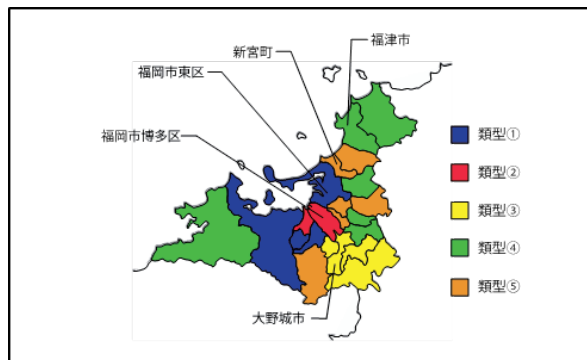 福津市
新宮町
福岡市東区
福岡市博多区
大野城市
類型①
類型②
類型③
類型④
類型⑤